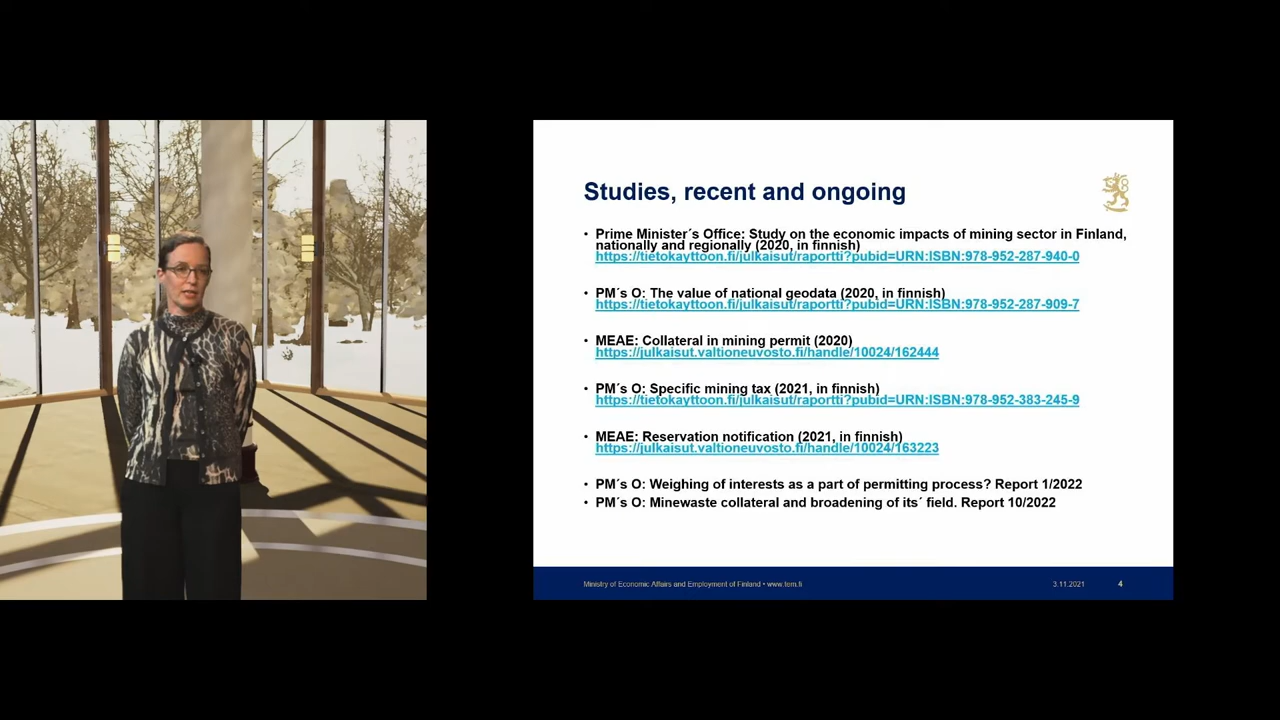 Studies, recent and ongoing
• Prime Minister´s Office: Study on the economic impacts of mining sector in Finland,
nationally and regionally (2020, in finnish)
https://tietokayttoon.fi/julkaisut/raportti?pubid=URN:ISBN:978-952-287-940-0
• PM´s O: The value of national geodata (2020, in finnish)
https://tietokayttoon.fi/julkaisut/raportti?pubid=URN:ISBN:978-952-287-909-7
• MEAE: Collateral in mining permit (2020)
https://julkaisut.valtioneuvosto.fi/handle/10024/162444
• PM´s O: Specific mining tax (2021, in finnish)
https://tietokayttoon.fi/julkaisut/raportti?pubid=URN:ISBN:978-952-383-245-9
• MEAE: Reservation notification (2021, in finnish)
https://julkaisut.valtioneuvosto.fi/handle/10024/163223
• PM´s O: Weighing of interests as a part of permitting process? Report 1/2022
• PM´s O: Minewaste collateral and broadening of its´ field. Report 10/2022
Ministry of Economic Affairs and Employment of Finland • www.tem.fi
3.11.2021
4